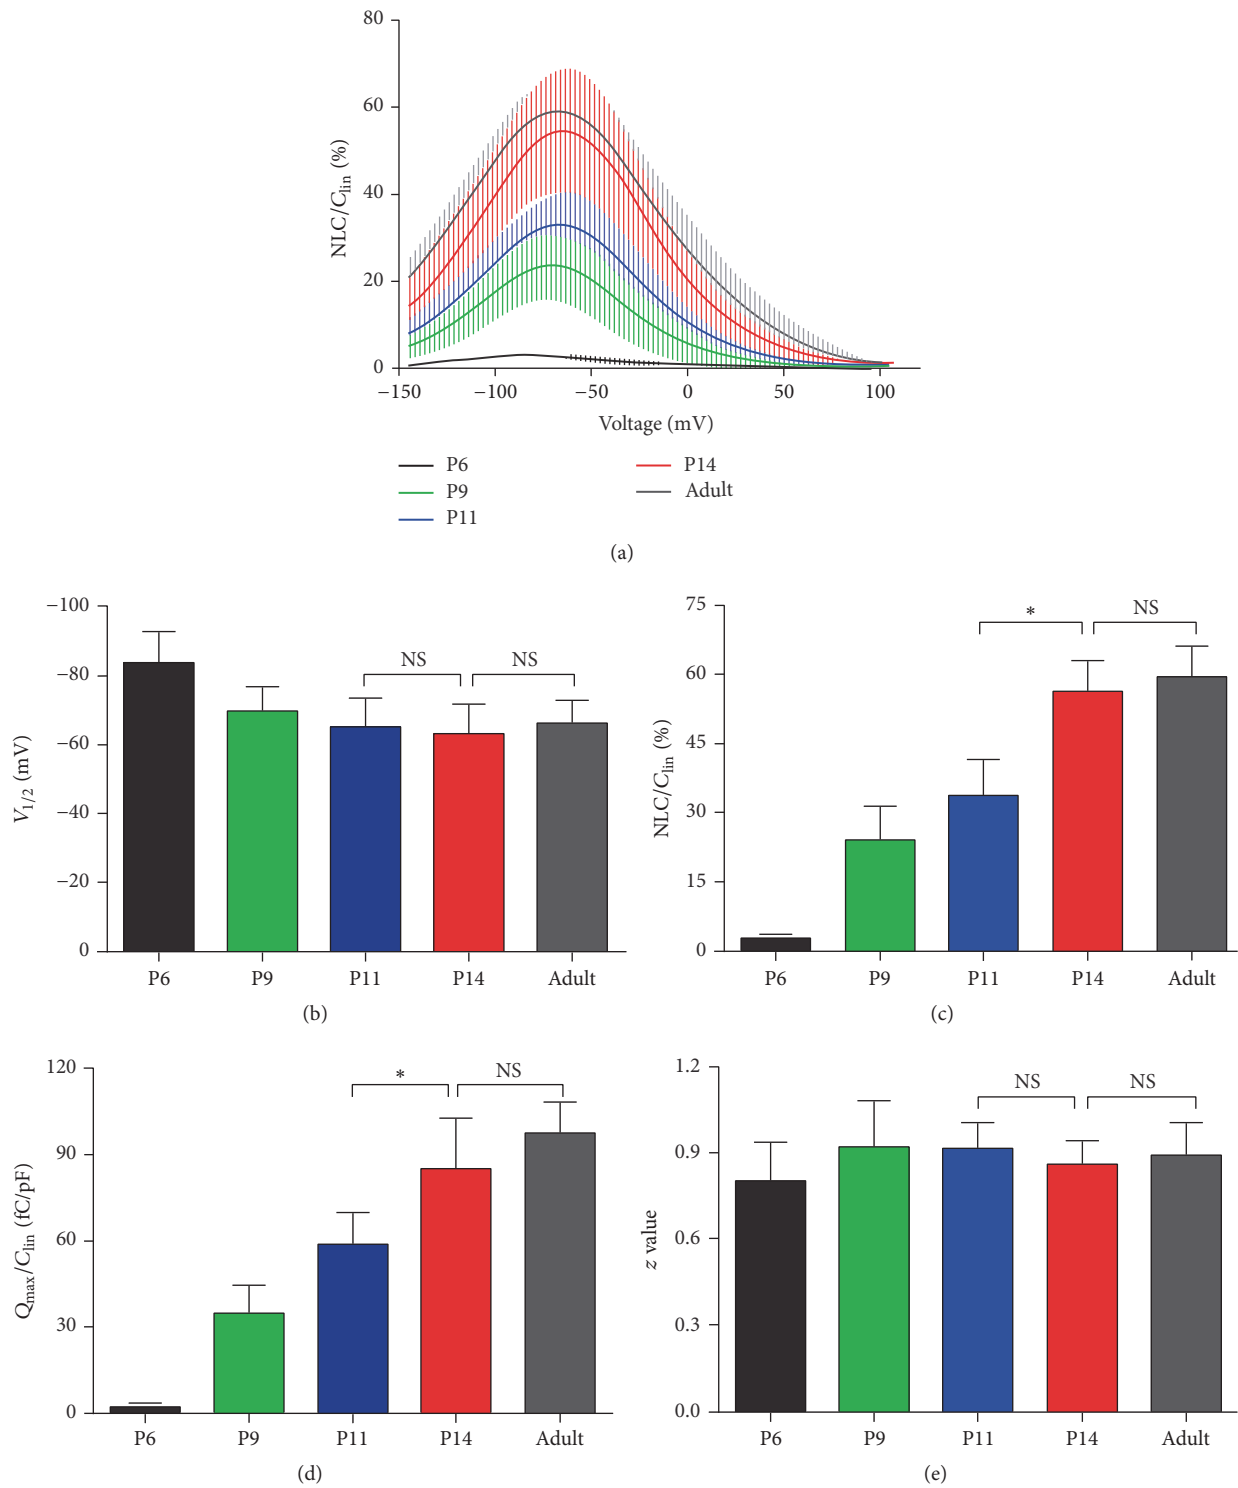 80
60
40
20
0
NLC/Clin (%)
−150
−100
−50
0
50
100
Voltage (mV)
P6
P9
P11
P14
Adult
(a)
−100
−80
−60
−40
−20
0
V1/2 (mV)
NS
NS
P6
P9
P11
P14
Adult
(b)
75
60
45
30
15
0
NLC/Clin (%)
*
NS
P6
P9
P11
P14
Adult
(c)
120
90
60
30
0
Qmax/Clin (fC/pF)
*
NS
P6
P9
P11
P14
Adult
(d)
1.2
0.9
0.6
0.3
0.0
z value
NS
NS
P6
P9
P11
P14
Adult
(e)